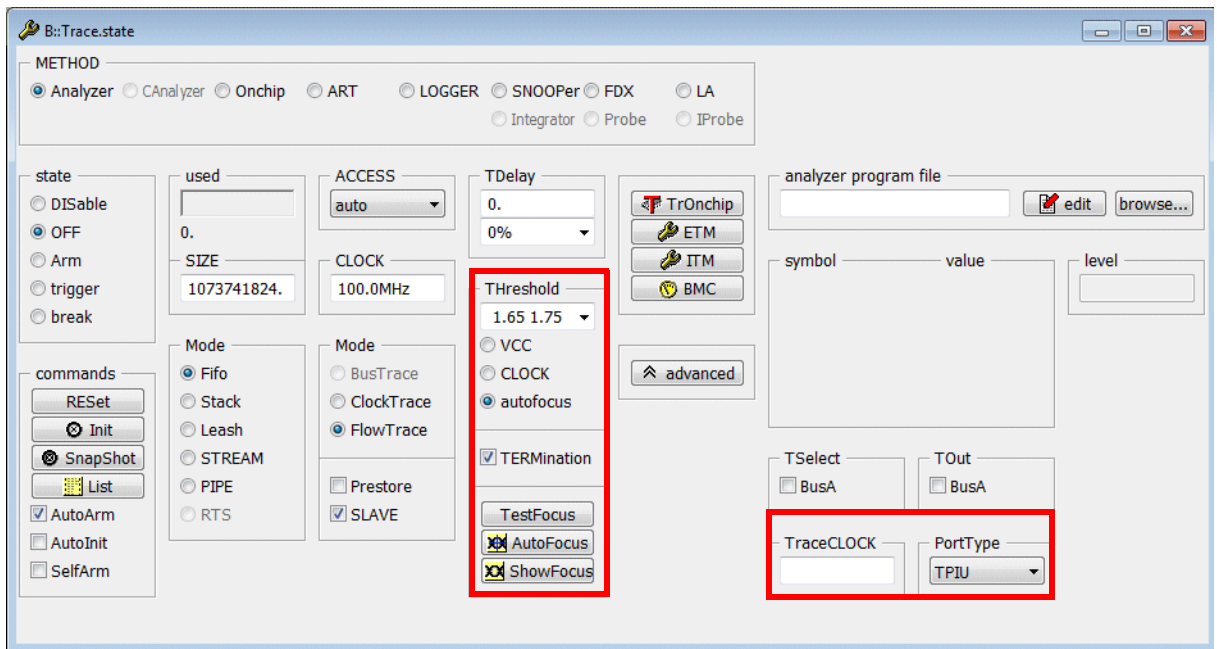 B::Trace.state
METHOD
Analyzer CAnalyzer Onchip ART LOGGER SNOOPer FDX LA
Integrator Probe IProbe
state
DISable
OFF
Arm
trigger
break
used
0.
SIZE
1073741824.
ACCESS
auto
CLOCK
100.0MHz
TDelay
0.
0%
TrOnchip
ETM
ITM
BMC
analyzer program file
edit browse...
symbol value
level
commands
RESet
Init
SnapShot
List
AutoArm
AutoInit
SelfArm
Mode
Fifo
Stack
Leash
STREAM
PIPE
RTS
Mode
BusTrace
ClockTrace
FlowTrace
Prestore
SLAVE
THreshold
1.65 1.75
VCC
CLOCK
autofocus
TERMination
TestFocus
AutoFocus
ShowFocus
advanced
TSelect
BusA
TOut
BusA
TraceCLOCK
PortType
TPIU